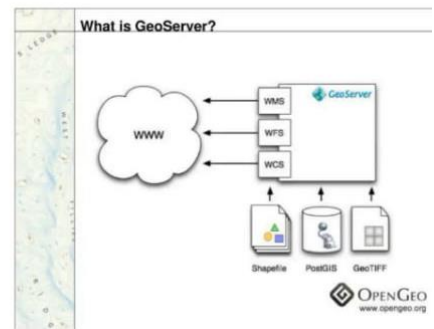 What is GeoServer?
WMS
GeoServer
WWW
WFS
WCS
Shapefile
PostGIS
GeoTIFF
OPENGEO
www.opengeo.org